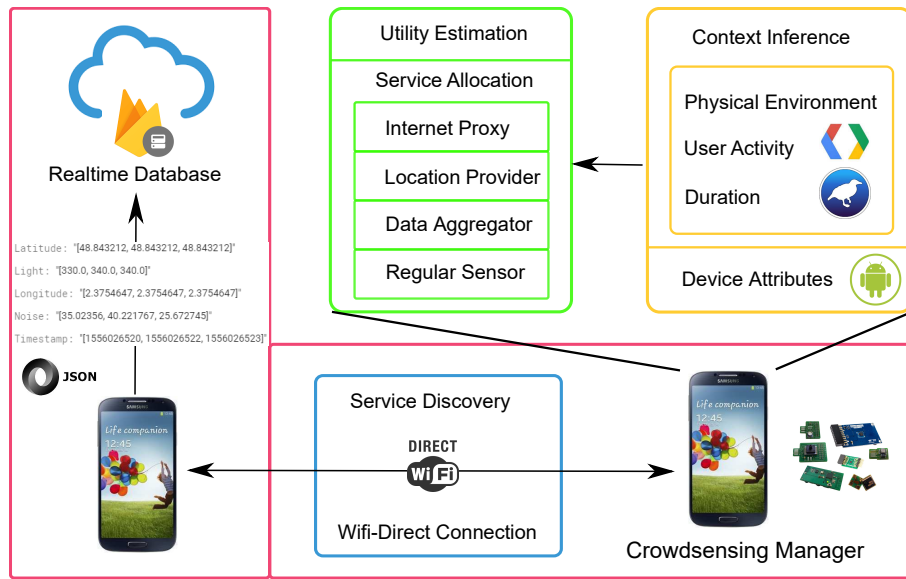 Realtime Database
Latitude: "[48.843212, 48.843212, 48.843212]"
Light: "[330.0, 340.0, 340.0]"
Longitude: "[2.3754647, 2.3754647, 2.3754647]"
Noise: "[35.02356, 40.221767, 25.672745]"
Timestamp: "[1556026520, 1556026522, 1556026523]"
JSON
SAMSUNG
Life companion
12:45
Utility Estimation
Service Allocation
Internet Proxy
Location Provider
Data Aggregator
Regular Sensor
Context Inference
Physical Environment
User Activity
Duration
Device Attributes
Service Discovery
DIRECT
Wi Fi
Wifi-Direct Connection
SAMSUNG
Life companion
12:45
Crowdsensing Manager